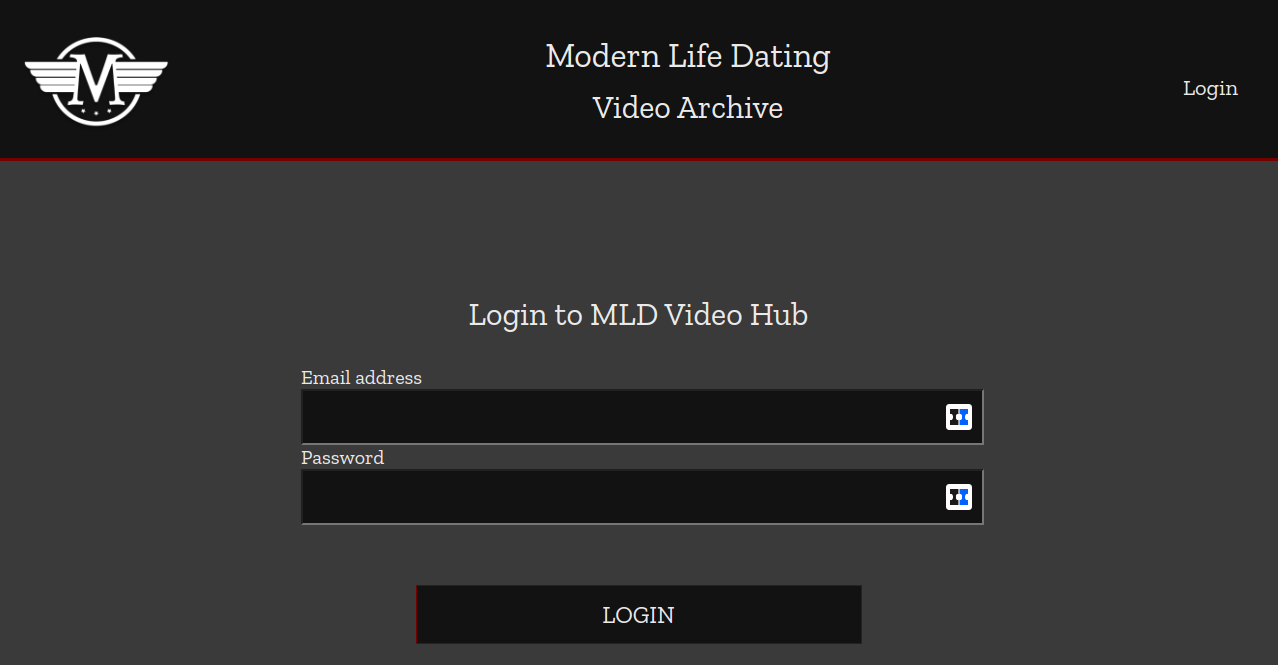 M
Modern Life Dating
Video Archive
Login
Login to MLD Video Hub
Email address
Password
LOGIN